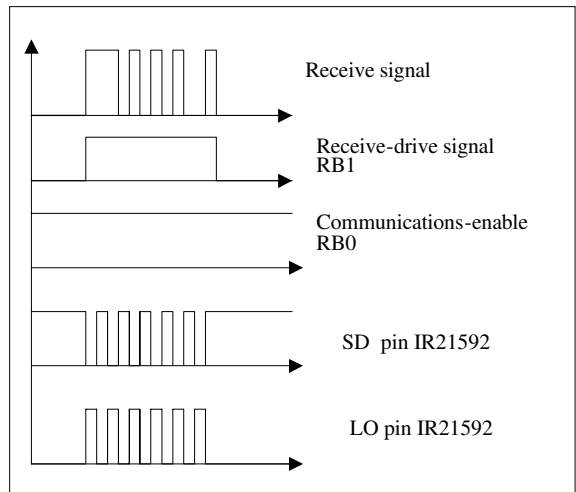 Receive signal
Receive-drive signal
RB1
Communications-enable
RB0
SD pin IR21592
LO pin IR21592